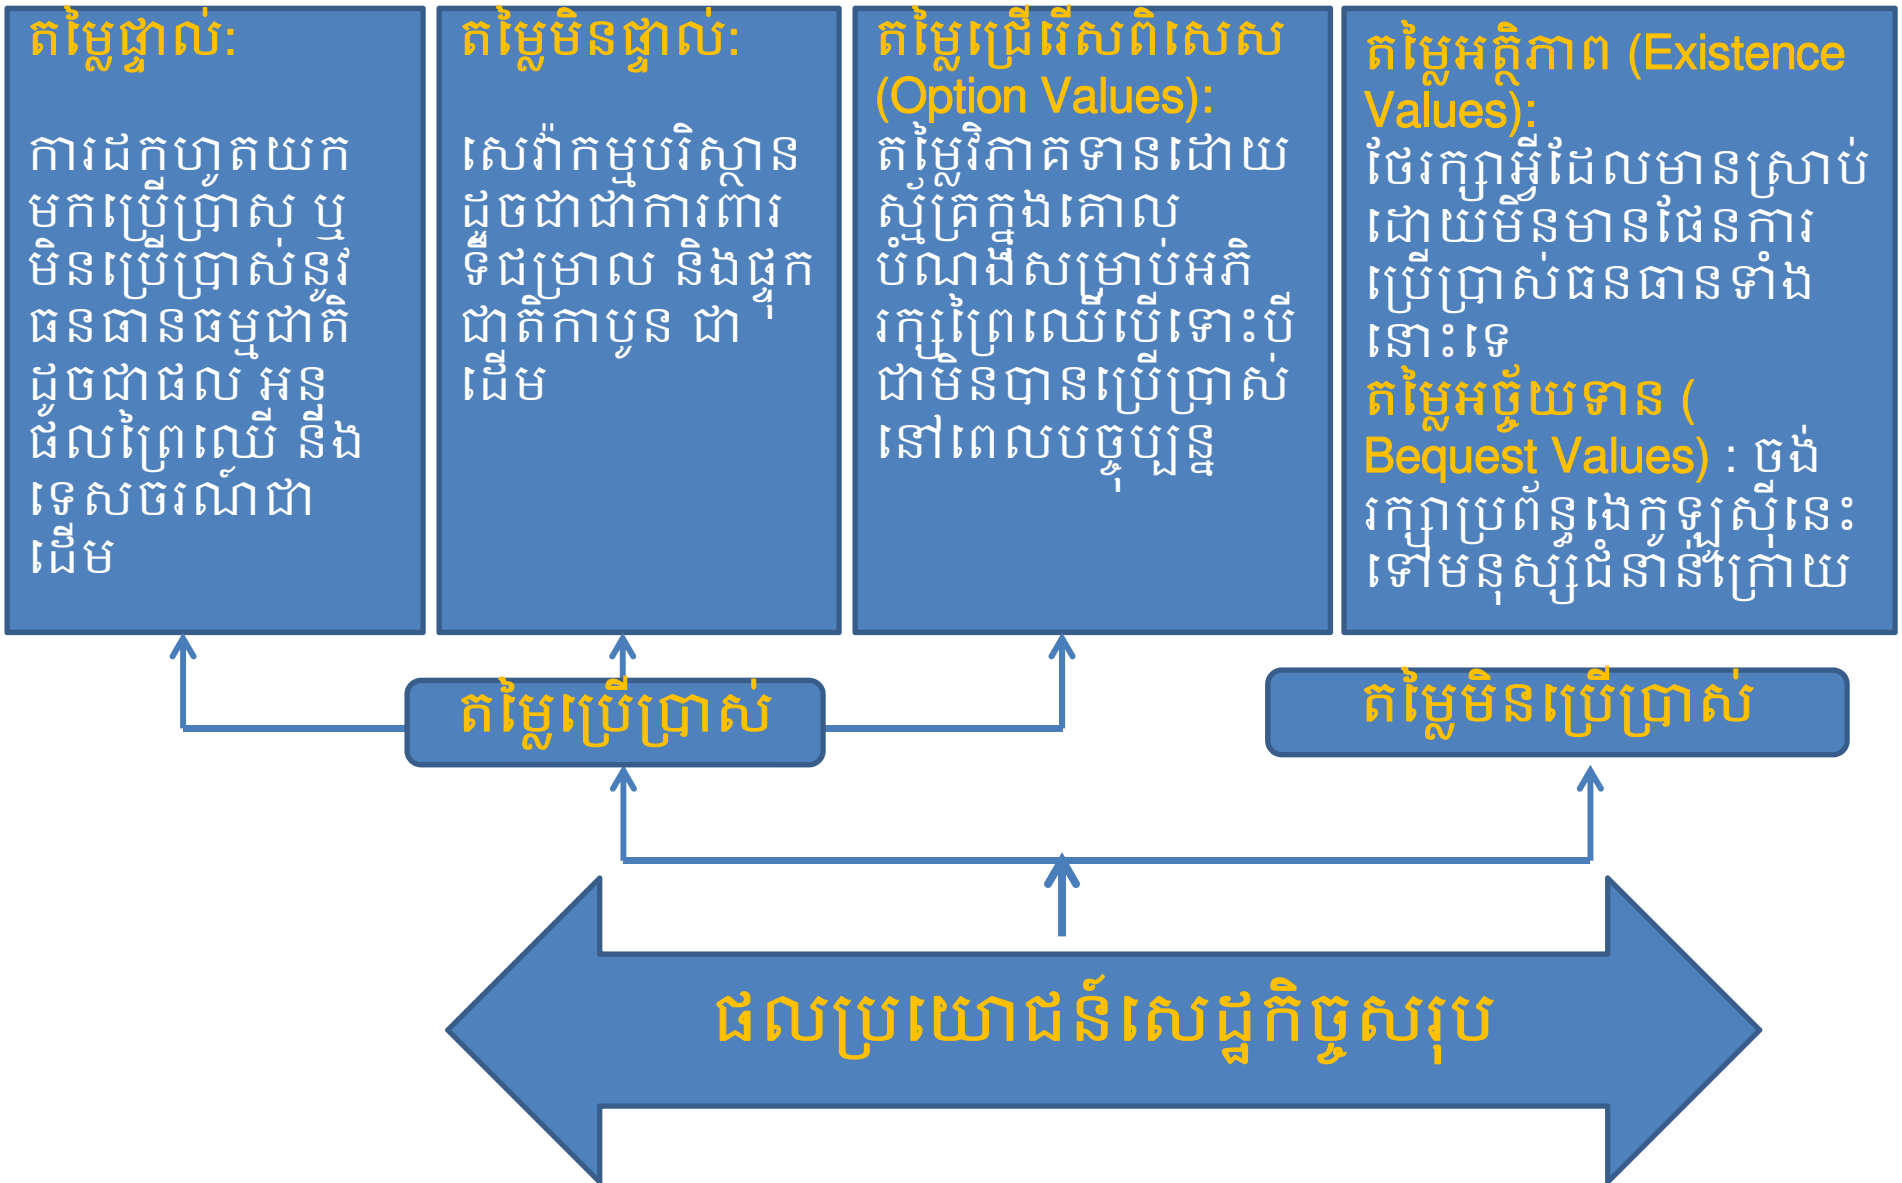 តម្លៃផ្ទាល់:
ការដកហូតយក
មកប្រើប្រាស ឬ
មិនប្រើប្រាស់នូវ
ធនធានធម្មជាតិ
ដូចជាផល អនុ
ផលព្រៃឈើ និង
ទេសចរណ៍ជា
ដើម
តម្លៃមិនផ្ទាល់:
សេវ៉ាកម្មបរិស្ថាន
ដូចជាជាការពារ
ទីជម្រាល និងផ្ទុក
ជាតិកាបូន ជា
ដើម
តម្លៃជ្រើរើសពិសេស
(Option Values):
តម្លៃវិភាគទានដោយ
ស្ម័គ្រក្នុងគោល
បំណងសម្រាប់អភិ
រក្សព្រៃឈើបើទោះបី
ជាមិនបានប្រើប្រាស់
នៅពេលបច្ចុប្បន្ន
តម្លៃអត្ថិភាព (Existence
Values):
ថែរក្សាអ្វីដែលមានស្រាប់
ដោយមិនមានផែនការ
ប្រើប្រាស់ធនធានទាំង
នោះទេ
តម្លៃអច្ច័យទាន (
Bequest Values) : ចង់
រក្សាប្រព័ន្ធងេកូឡូស៊ីនេះ
ទៅមនុស្សជំនាន់ក្រោយ
តម្លៃប្រើប្រាស់
តម្លៃមិនប្រើប្រាស់
ផលប្រយោជន៍សេដ្ឋកិច្ចសរុប